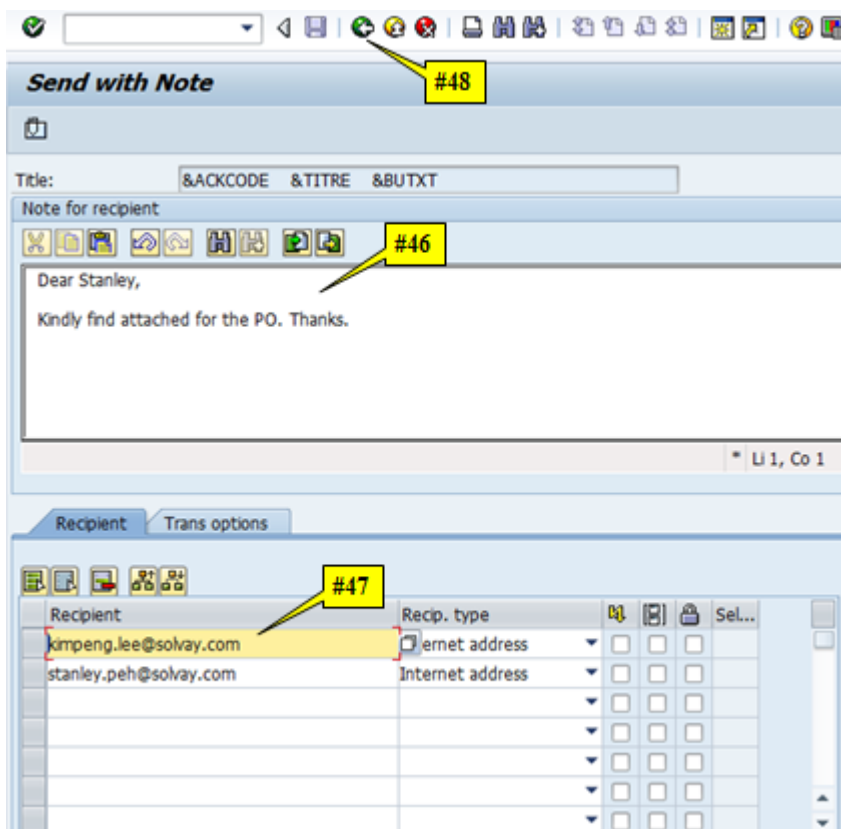 Send with Note
#48
Title: &ACKCODE &TITRE &BUTXT
Note for recipient
#46
Dear Stanley,
Kindly find attached for the PO. Thanks.
* Li 1, Co 1
Recipient Trans options
#47
Recipient Recip. type Sel...
kimpeng.lee@solvay.com ernet address
stanley.peh@solvay.com Internet address